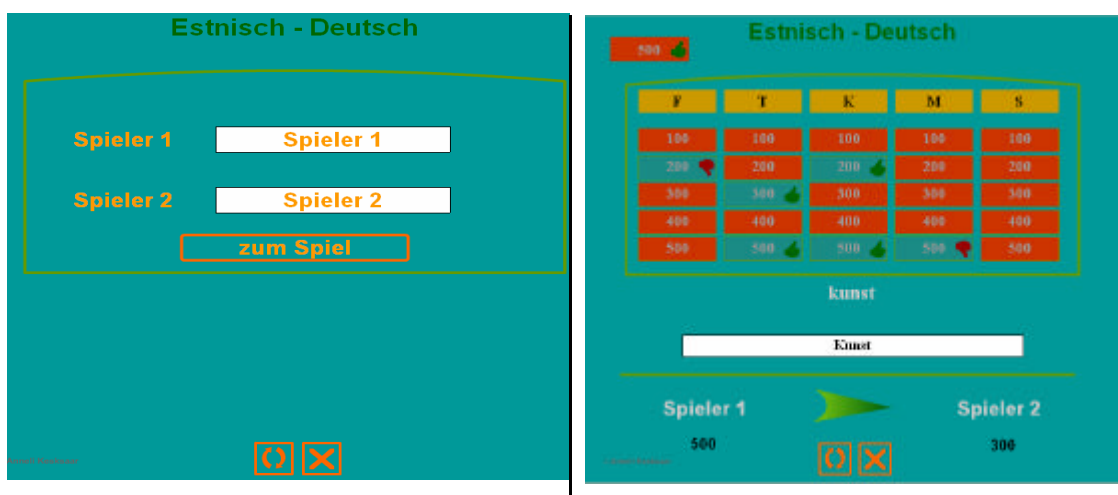 Estnisch - Deutsch
Spieler 1 Spieler 1
Spieler 2 Spieler 2
zum Spiel
Estnisch - Deutsch
500
F T K M S
100 100 100 100 100
200 200 200 200 200
300 300 300 300 300
400 400 400 400 400
500 500 500 500 500
kunst
Kunst
Spieler 1 Spieler 2
500 300